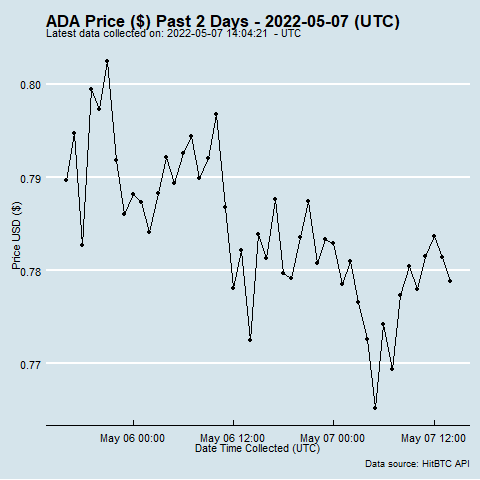 ADA Price ($) Past 2 Days - 2022-05-07 (UTC)
Latest data collected on: 2022-05-07 14:04:21 - UTC
0.80
0.79
0.78
0.77
Price USD ($)
May 06 00:00 May 06 12:00 May 07 00:00 May 07 12:00
Date Time Collected (UTC)
Data source: HitBTC API